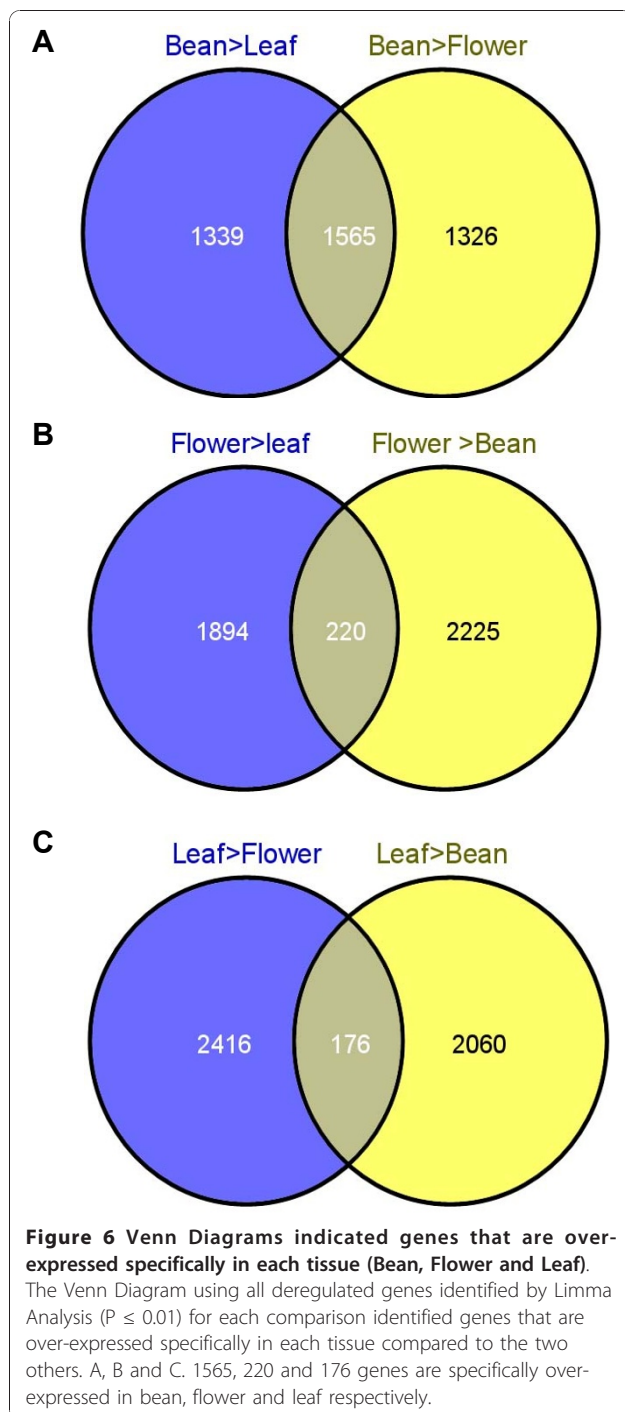 A
Bean>Leaf Bean>Flower
1339 1565 1326
B
Flower>leaf Flower >Bean
1894 220 2225
C
Leaf>Flower Leaf>Bean
2416 176 2060
Figure 6 Venn Diagrams indicated genes that are over-
expressed specifically in each tissue (Bean, Flower and Leaf).
The Venn Diagram using all deregulated genes identified by Limma
Analysis (P ≤ 0.01) for each comparison identified genes that are
over-expressed specifically in each tissue compared to the two
others. A, B and C. 1565, 220 and 176 genes are specifically over-
expressed in bean, flower and leaf respectively.